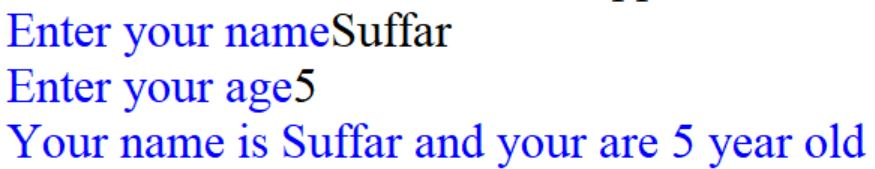 Enter your nameSuffar
Enter your age5
Your name is Suffar and your are 5 year old